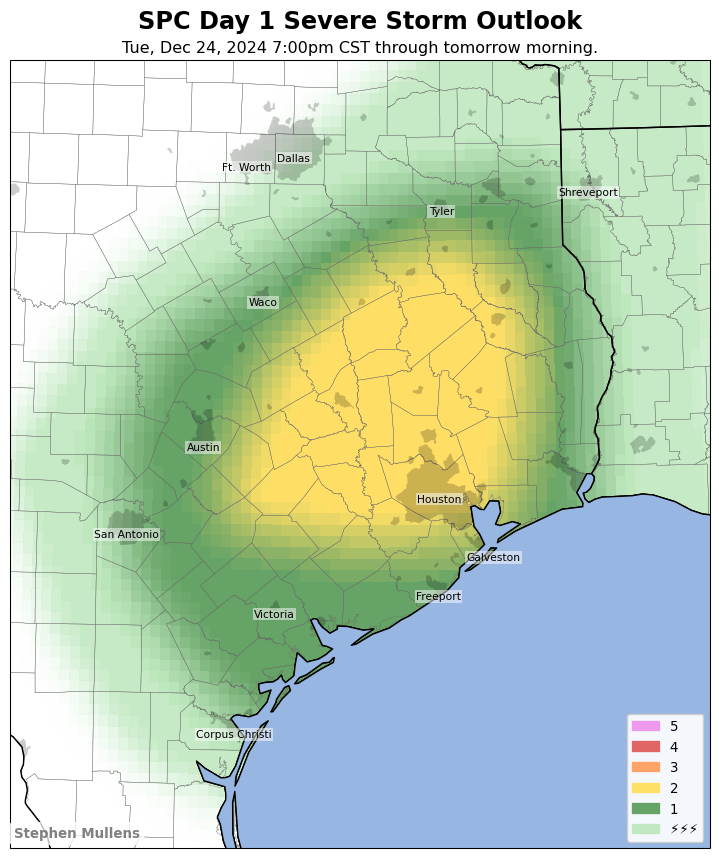 SPC Day 1 Severe Storm Outlook
Tue, Dec 24, 2024 7:00pm CST through tomorrow morning.
Dallas
Ft. Worth
Shreveport
Tyler
Waco
Austin
Houston
San Antonio
Galveston
Freeport
Victoria
Corpus Christi
5
4
3
2
1
⚡⚡⚡
Stephen Mullens